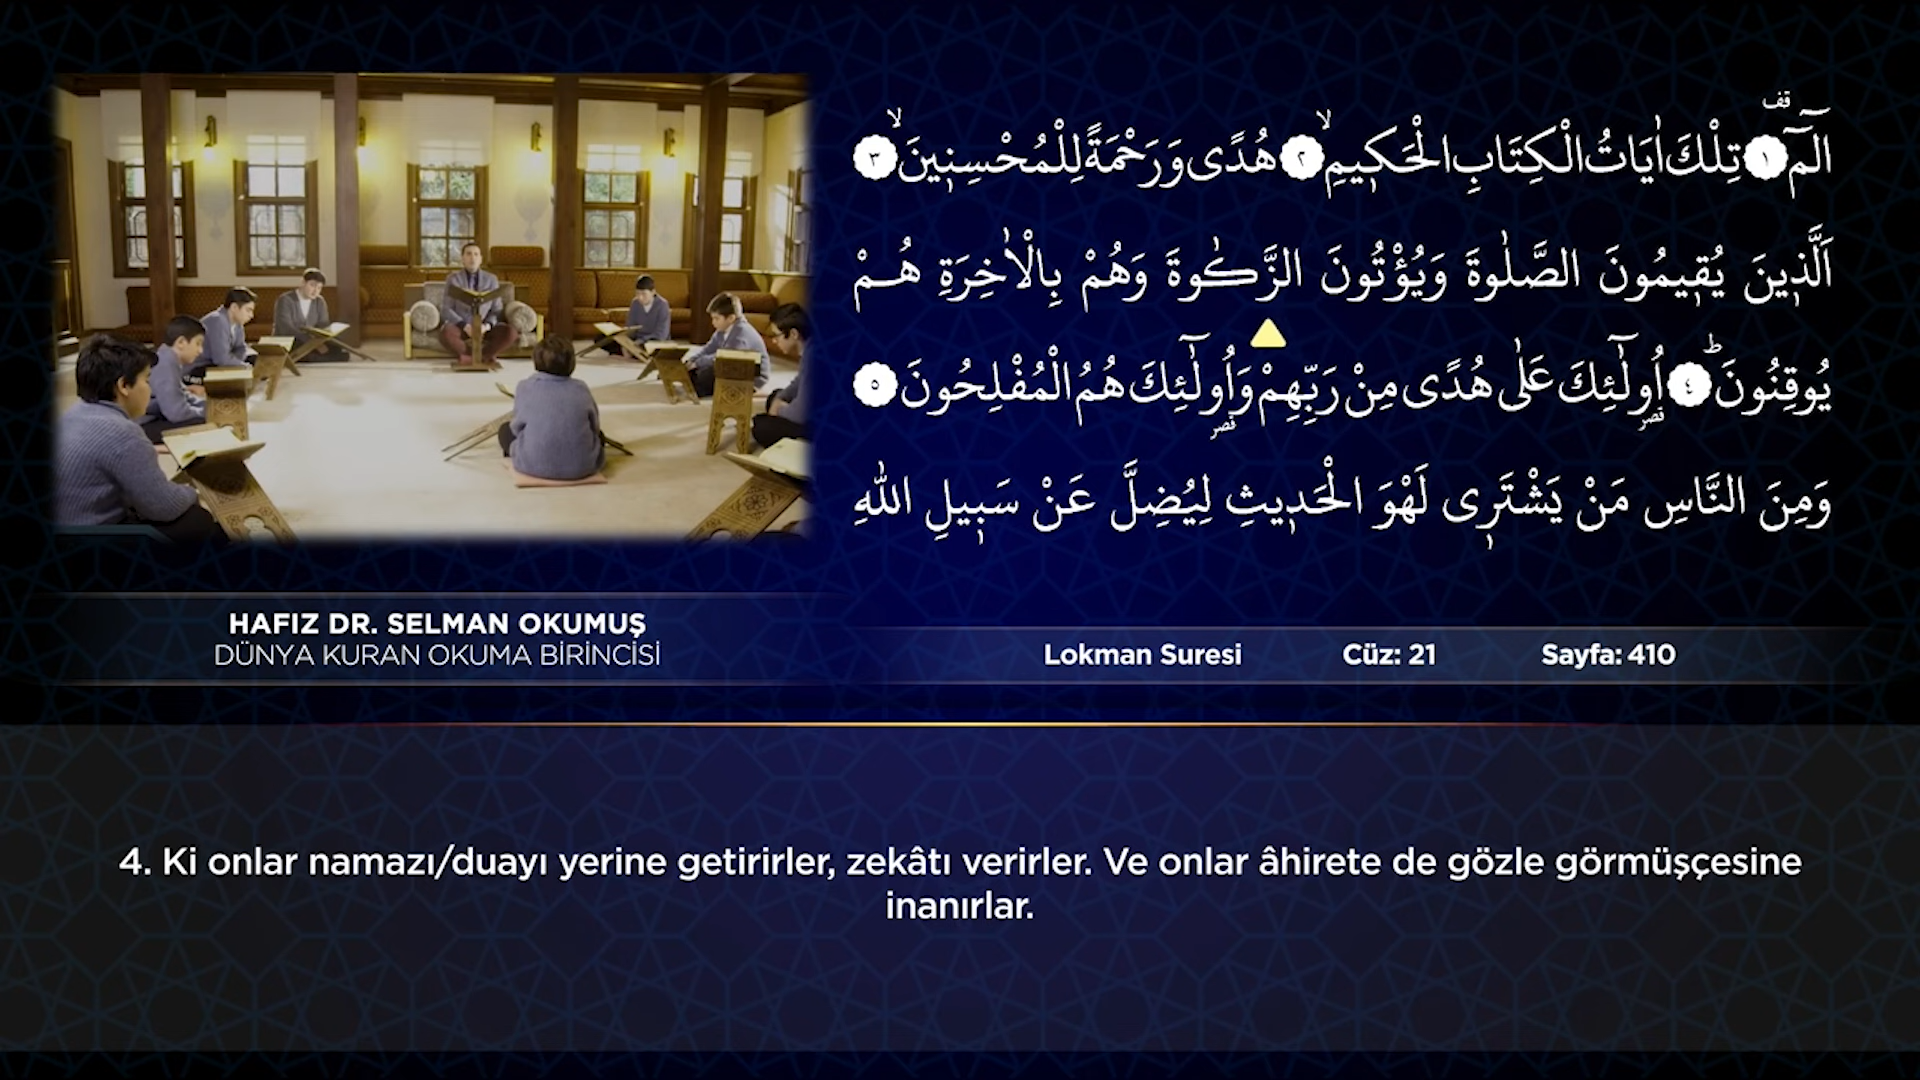 الٓمٓ ۚ ﴿١﴾ تِلْكَ اٰيَاتُ الْكِتَابِ الْحَك۪يمِۙ ﴿٢﴾ هُدًى وَرَحْمَةً لِلْمُحْسِن۪ينَۙ ﴿٣﴾
اَلَّذ۪ينَ يُق۪يمُونَ الصَّلٰوةَ وَيُؤْتُونَ الزَّكٰوةَ وَهُمْ بِالْاٰخِرَةِ هُمْ
يُوقِنُونَۜ ﴿٤﴾ اُو۬لٰٓئِكَ عَلٰى هُدًى مِنْ رَبِّهِمْ وَاُو۬لٰٓئِكَ هُمُ الْمُفْلِحُونَ ﴿٥﴾
وَمِنَ النَّاسِ مَنْ يَشْتَر۪ى لَهْوَ الْحَد۪يثِ لِيُضِلَّ عَنْ سَب۪يلِ اللّٰهِ
HAFIZ DR. SELMAN OKUMUŞ
DÜNYA KURAN OKUMA BİRİNCİSİ
Lokman Suresi Cüz: 21 Sayfa: 410
4. Ki onlar namazı/duayı yerine getirirler, zekâtı verirler. Ve onlar âhirete de gözle görmüşçesine
inanırlar.